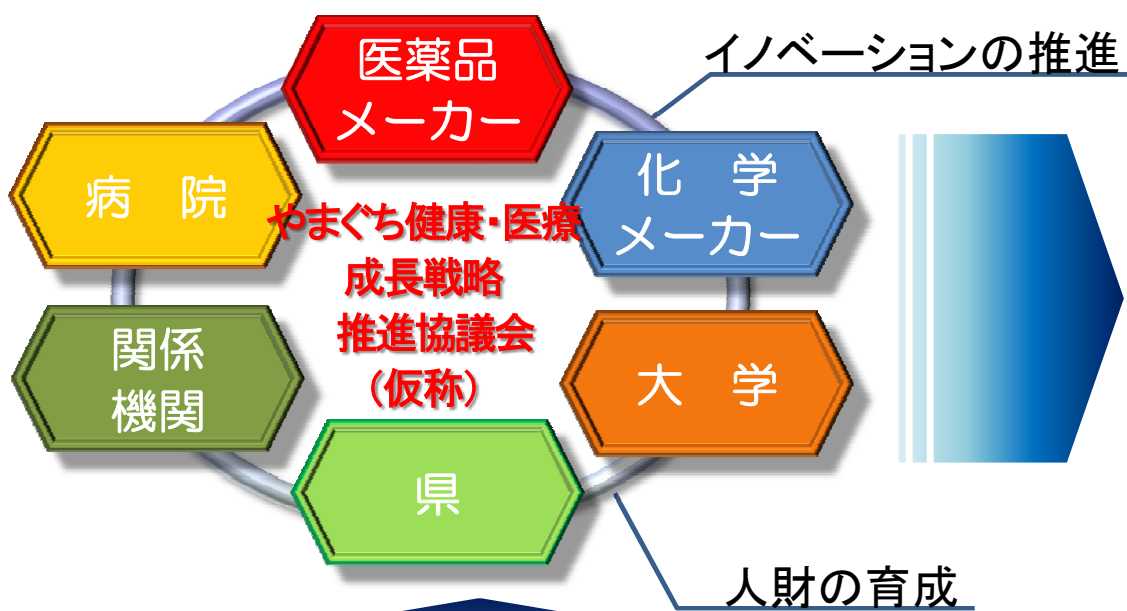 イノベーションの推進
医薬品
メーカー
化　学
メーカー
病　院
やまぐち健康・医療
成長戦略
推進協議会
（仮称）
関係
機関
大　学
県
人財の育成